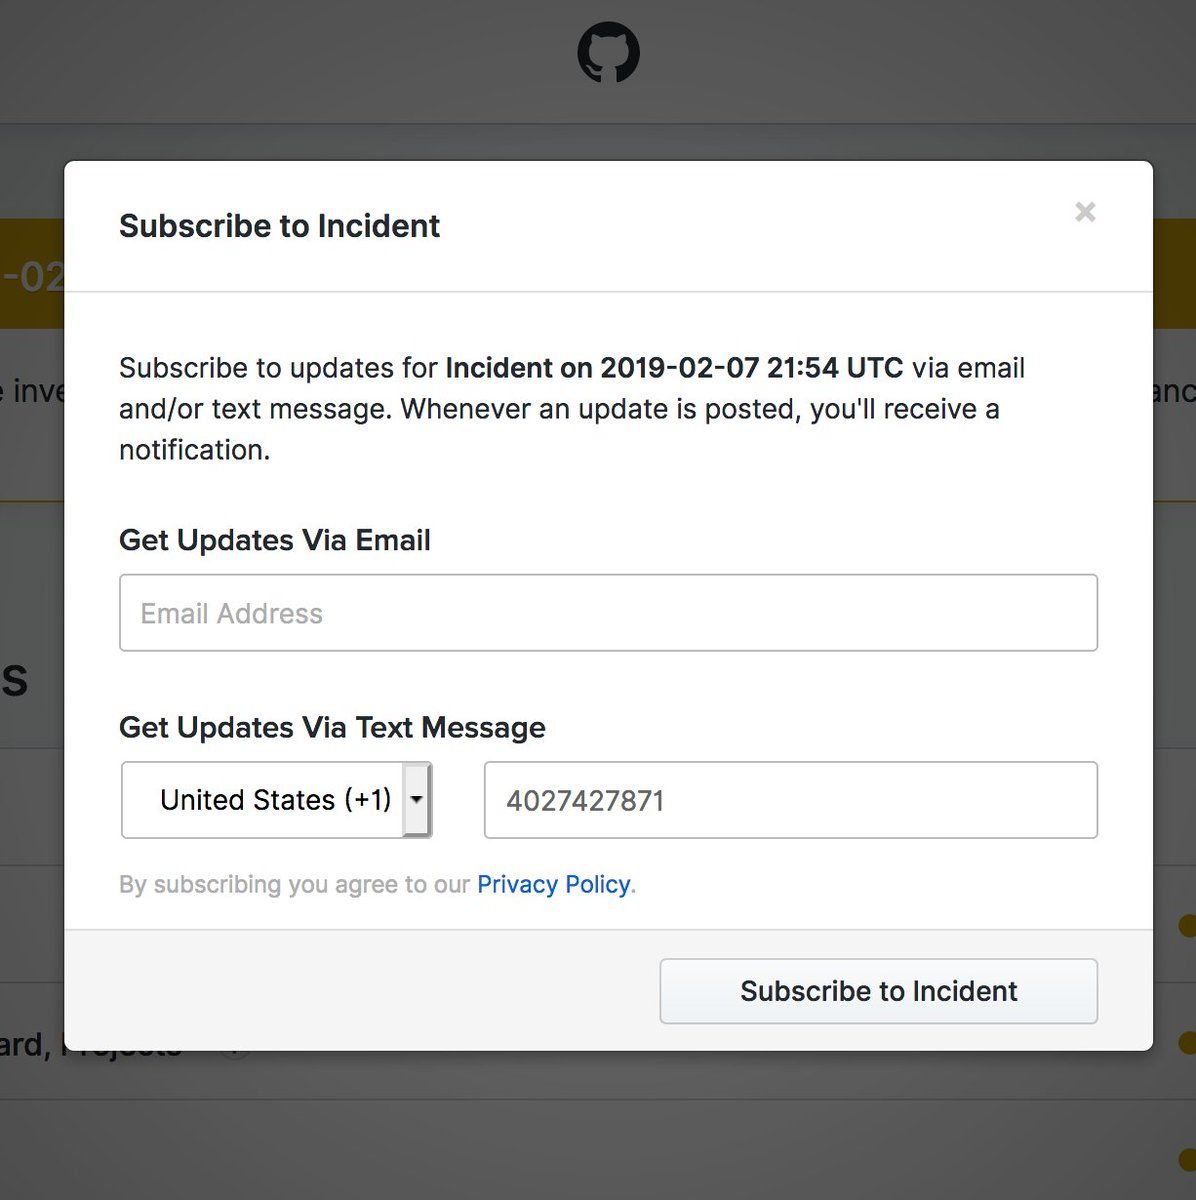 Subscribe to Incident
×
-02
Subscribe to updates for Incident on 2019-02-07 21:54 UTC via email
and/or text message. Whenever an update is posted, you'll receive a
notification.
Get Updates Via Email
Email Address
s
Get Updates Via Text Message
United States (+1)
4027427871
By subscribing you agree to our Privacy Policy.
Subscribe to Incident
ard, Projects